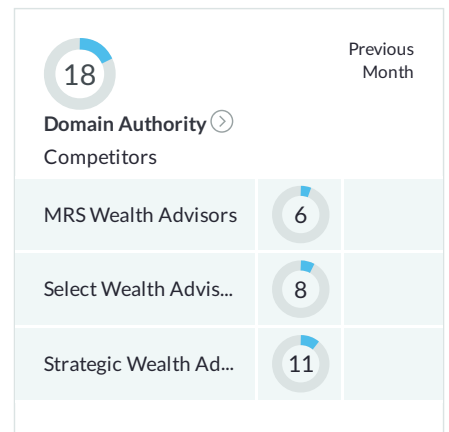 18
Previous
Month
Domain Authority
Competitors
MRS Wealth Advisors 6
Select Wealth Advis... 8
Strategic Wealth Ad... 11